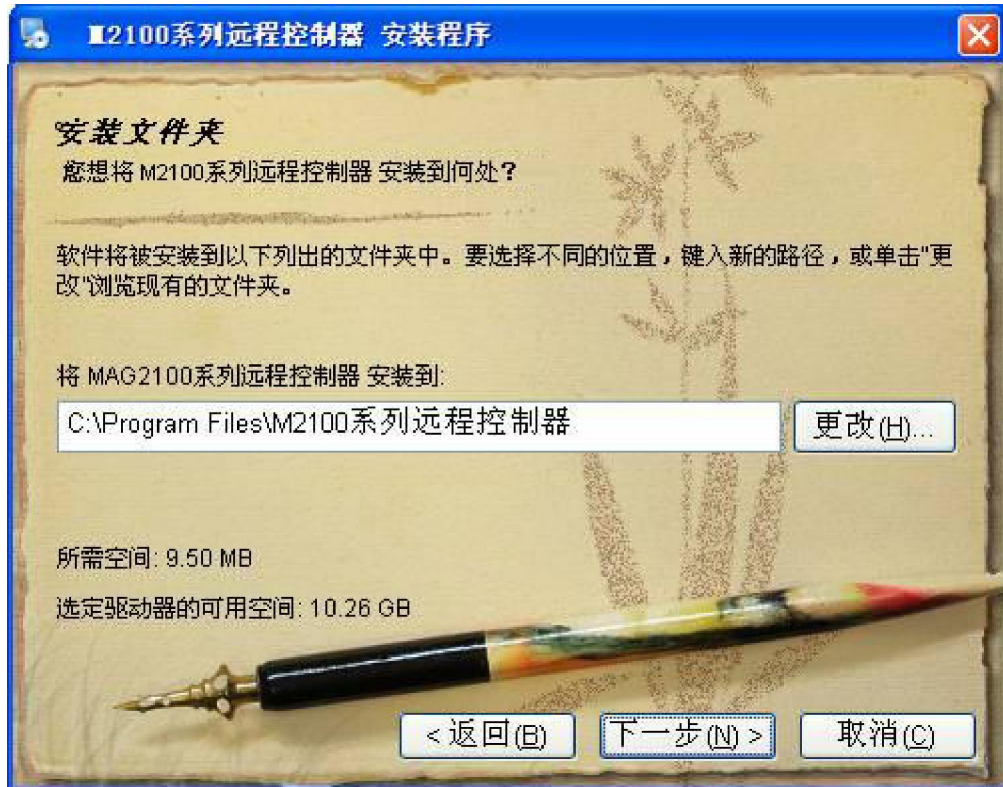 M2100系列远程控制器 安装程序
安装文件夹
您想将 M2100系列远程控制器 安装到何处?
软件将被安装到以下列出的文件夹中。要选择不同的位置，键入新的路径，或单击"更
改"浏览现有的文件夹。
将 MAG2100系列远程控制器 安装到:
C:\Program Files\M2100系列远程控制器
更改(H)...
所需空间: 9.50 MB
选定驱动器的可用空间: 10.26 GB
<返回(B)
下一步(N) >
取消(C)